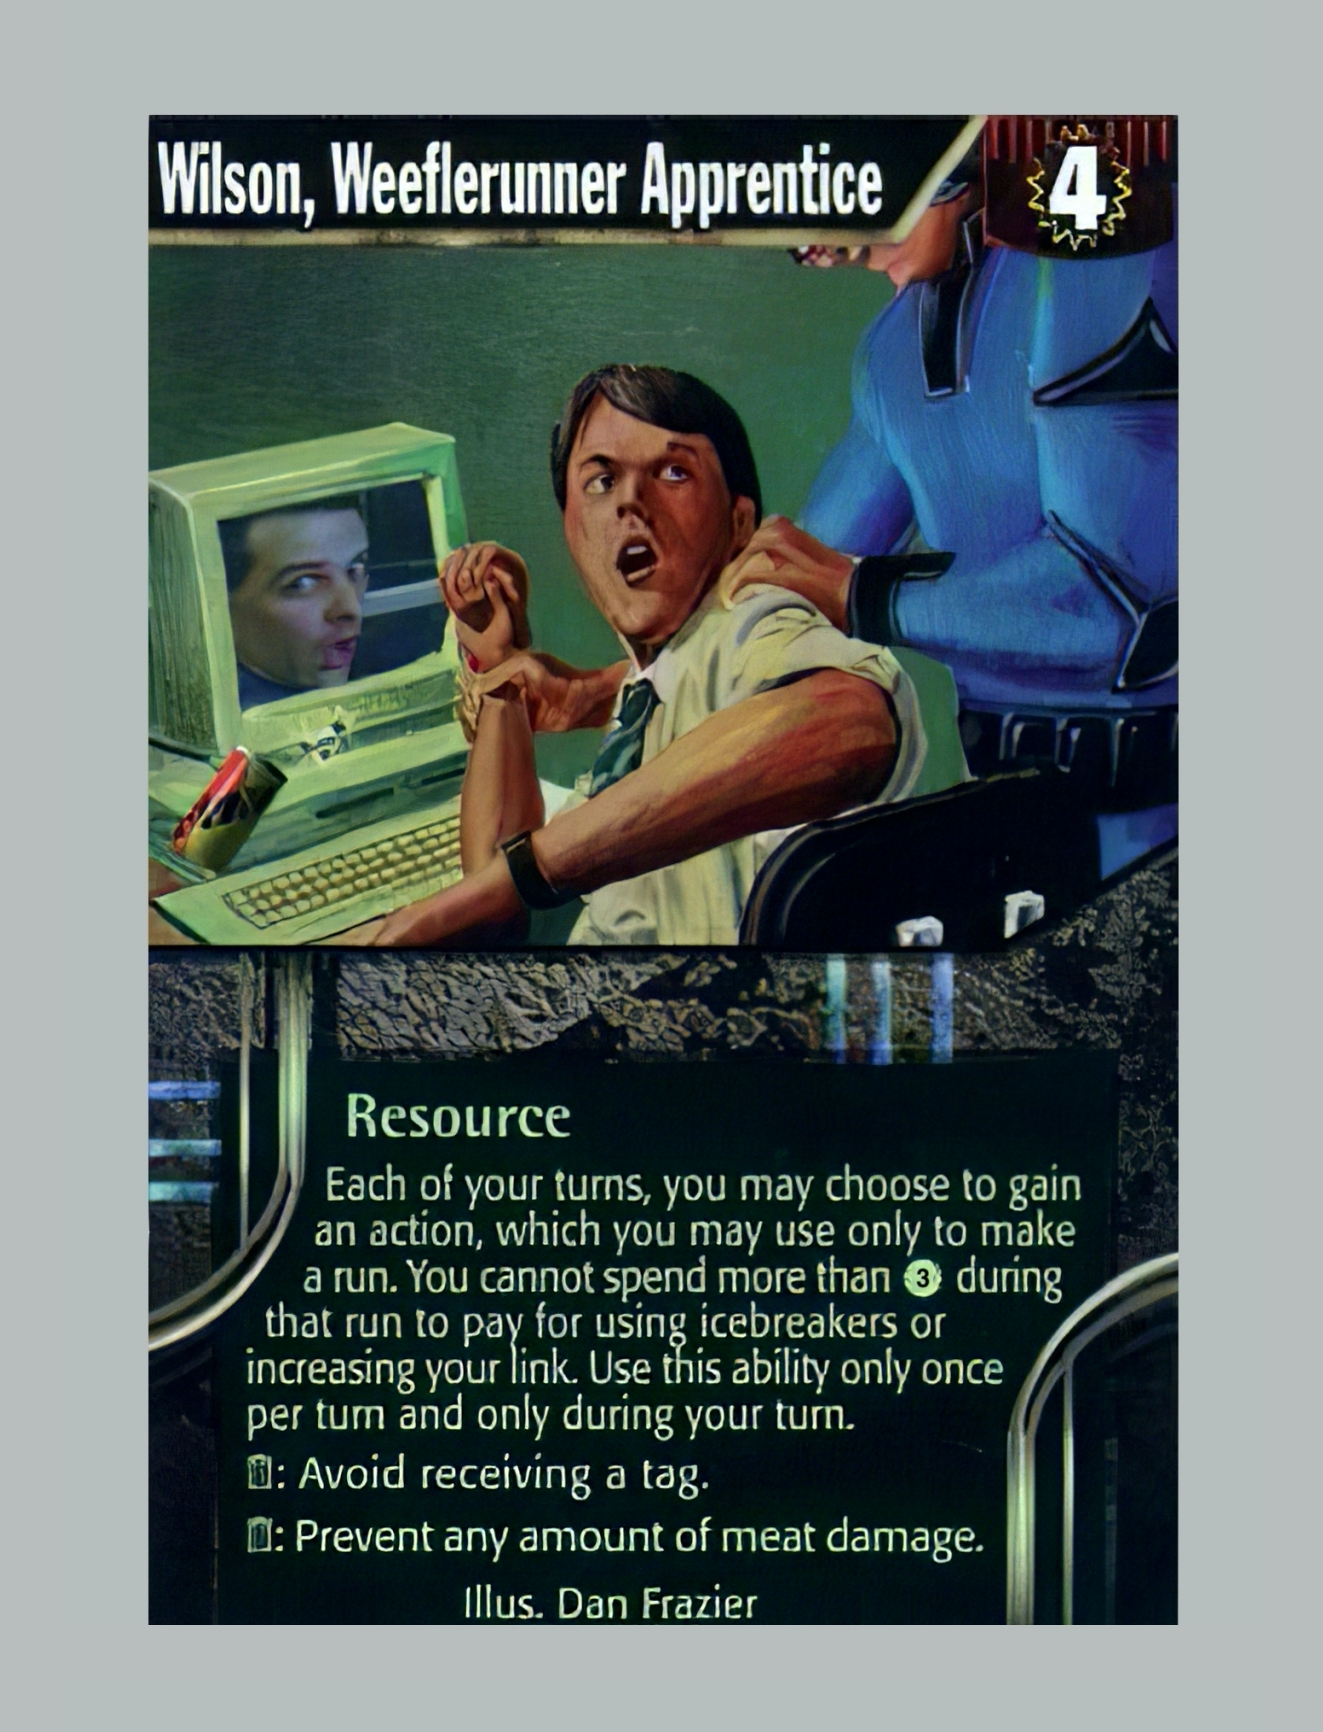 Wilson, Weeflerunner Apprentice
4
Resource
Each of your turns, you may choose to gain
an action, which you may use only to make
a run. You cannot spend more than 3 during
that run to pay for using icebreakers or
increasing your link. Use this ability only once
per turn and only during your turn.
: Avoid receiving a tag.
: Prevent any amount of meat damage.
Illus. Dan Frazier